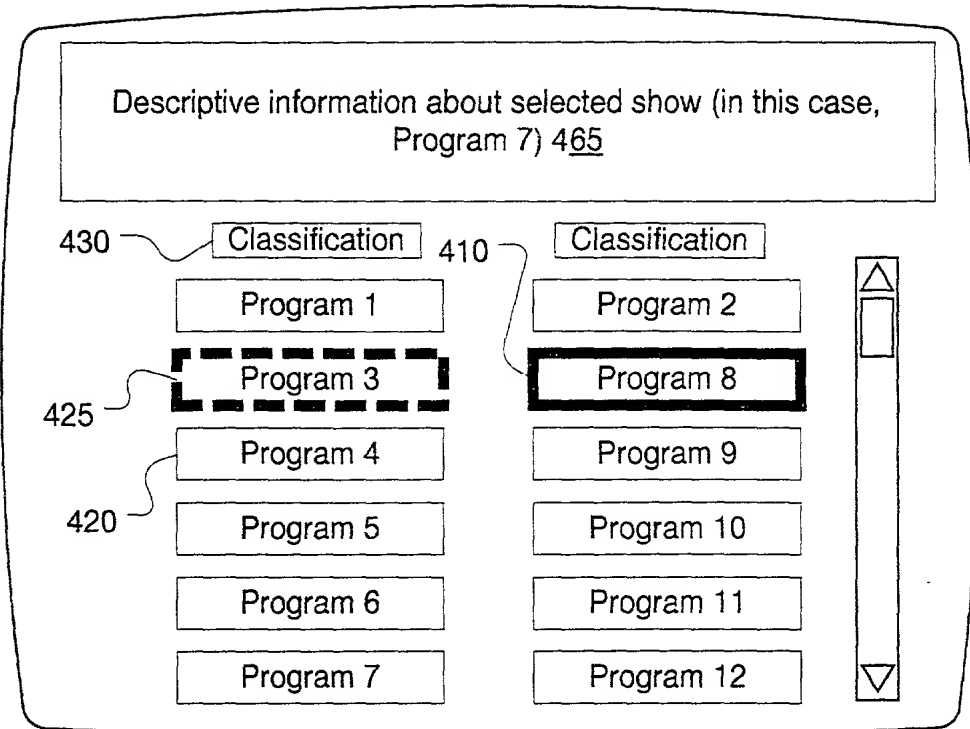 Descriptive information about selected show (in this case,
Program 7) 465
430 Classification 410 Classification
Program 1 Program 2
Program 3 Program 8
425
Program 4 Program 9
420
Program 5 Program 10
Program 6 Program 11
Program 7 Program 12